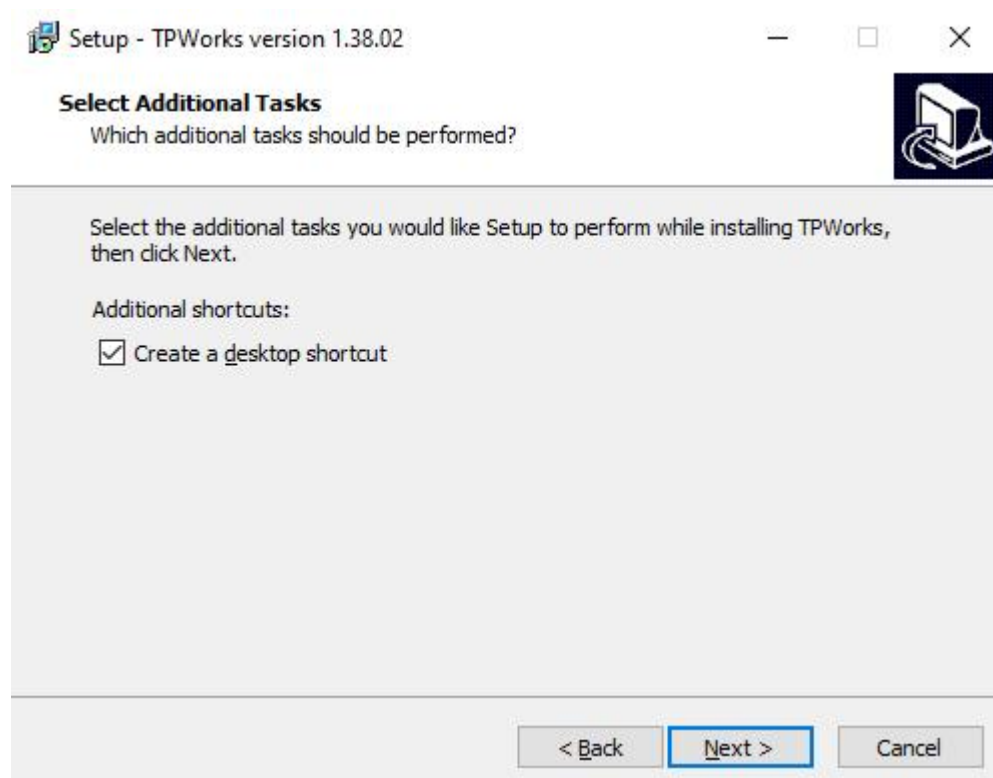 Setup - TPWorks version 1.38.02
Select Additional Tasks
Which additional tasks should be performed?
Select the additional tasks you would like Setup to perform while installing TPWorks,
then click Next.
Additional shortcuts:
Create a desktop shortcut
< Back Next > Cancel